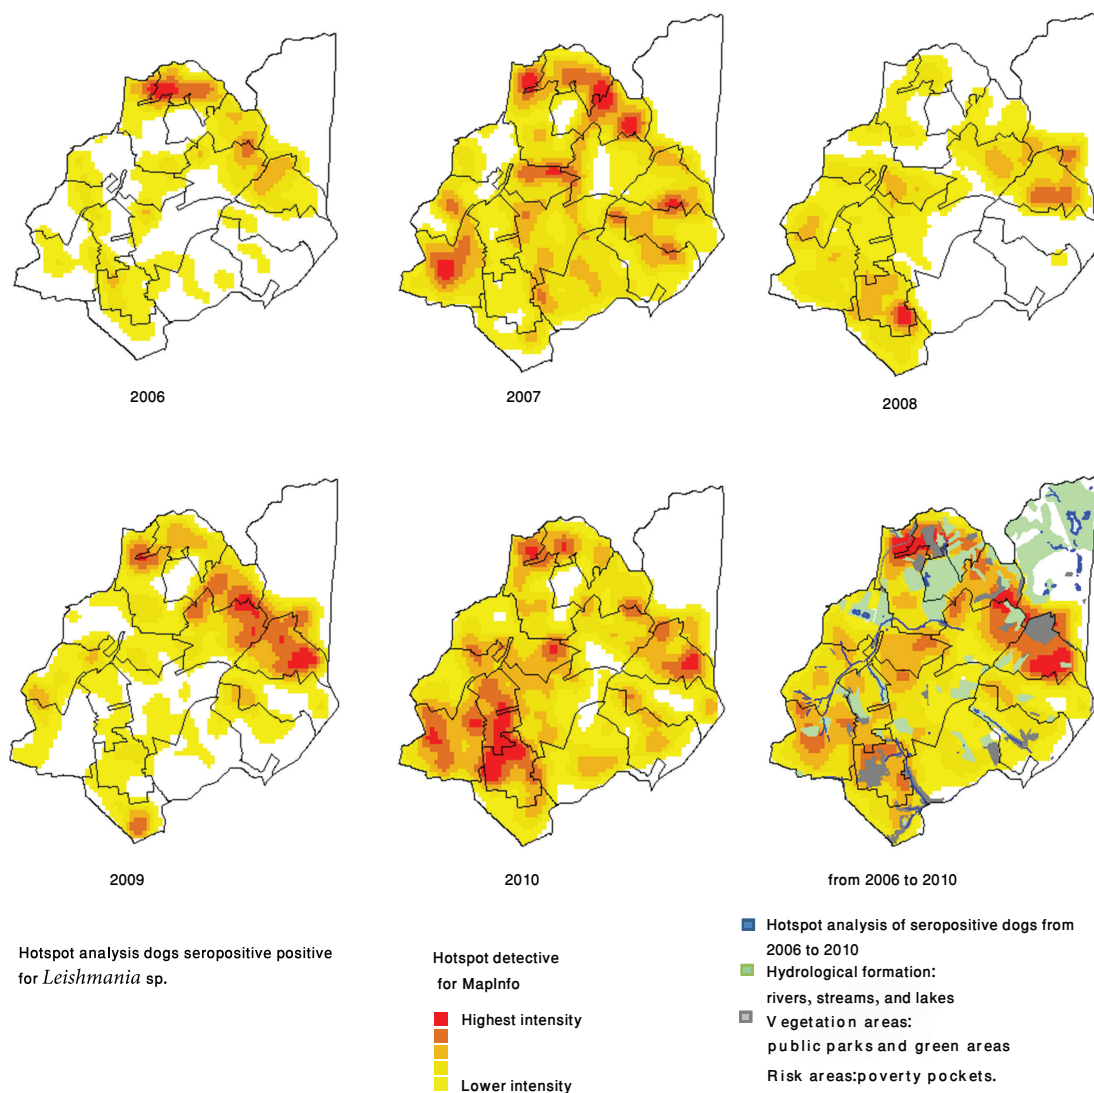 2006
2007
2008
2009
2010
from 2006 to 2010
Hotspot analysis dogs seropositive positive
for Leishmania sp.
Hotspot detective
for MapInfo
Highest intensity
Lower intensity
Hotspot analysis of seropositive dogs from
2006 to 2010
Hydrological formation:
rivers, streams, and lakes
Vegetation areas:
public parks and green areas
Risk areas:poverty pockets.